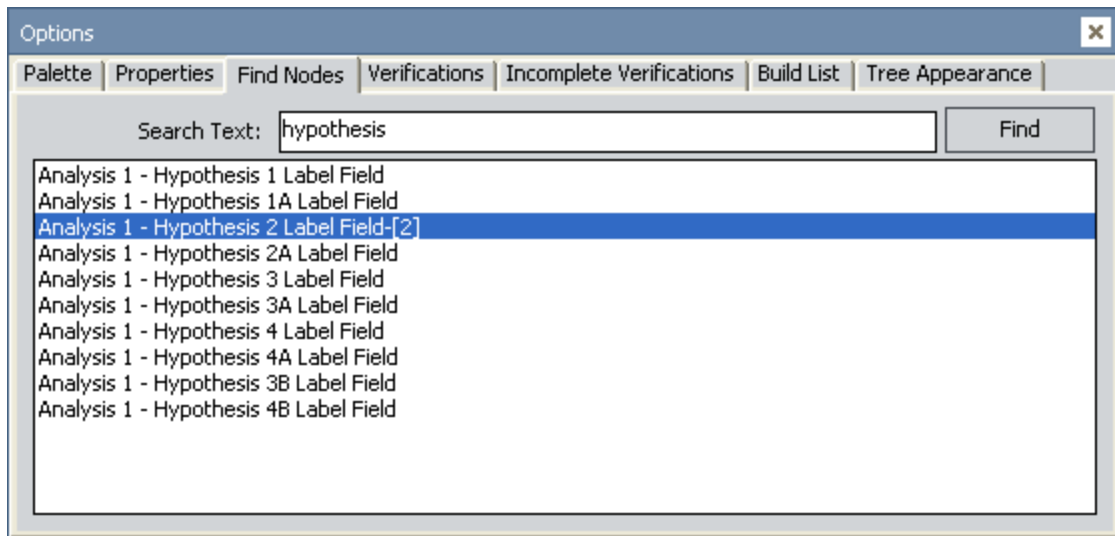 Options
Palette Properties Find Nodes Verifications Incomplete Verifications Build List Tree Appearance
Search Text: hypothesis Find
Analysis 1 - Hypothesis 1 Label Field
Analysis 1 - Hypothesis 1A Label Field
Analysis 1 - Hypothesis 2 Label Field-[2]
Analysis 1 - Hypothesis 2A Label Field
Analysis 1 - Hypothesis 3 Label Field
Analysis 1 - Hypothesis 3A Label Field
Analysis 1 - Hypothesis 4 Label Field
Analysis 1 - Hypothesis 4A Label Field
Analysis 1 - Hypothesis 3B Label Field
Analysis 1 - Hypothesis 4B Label Field